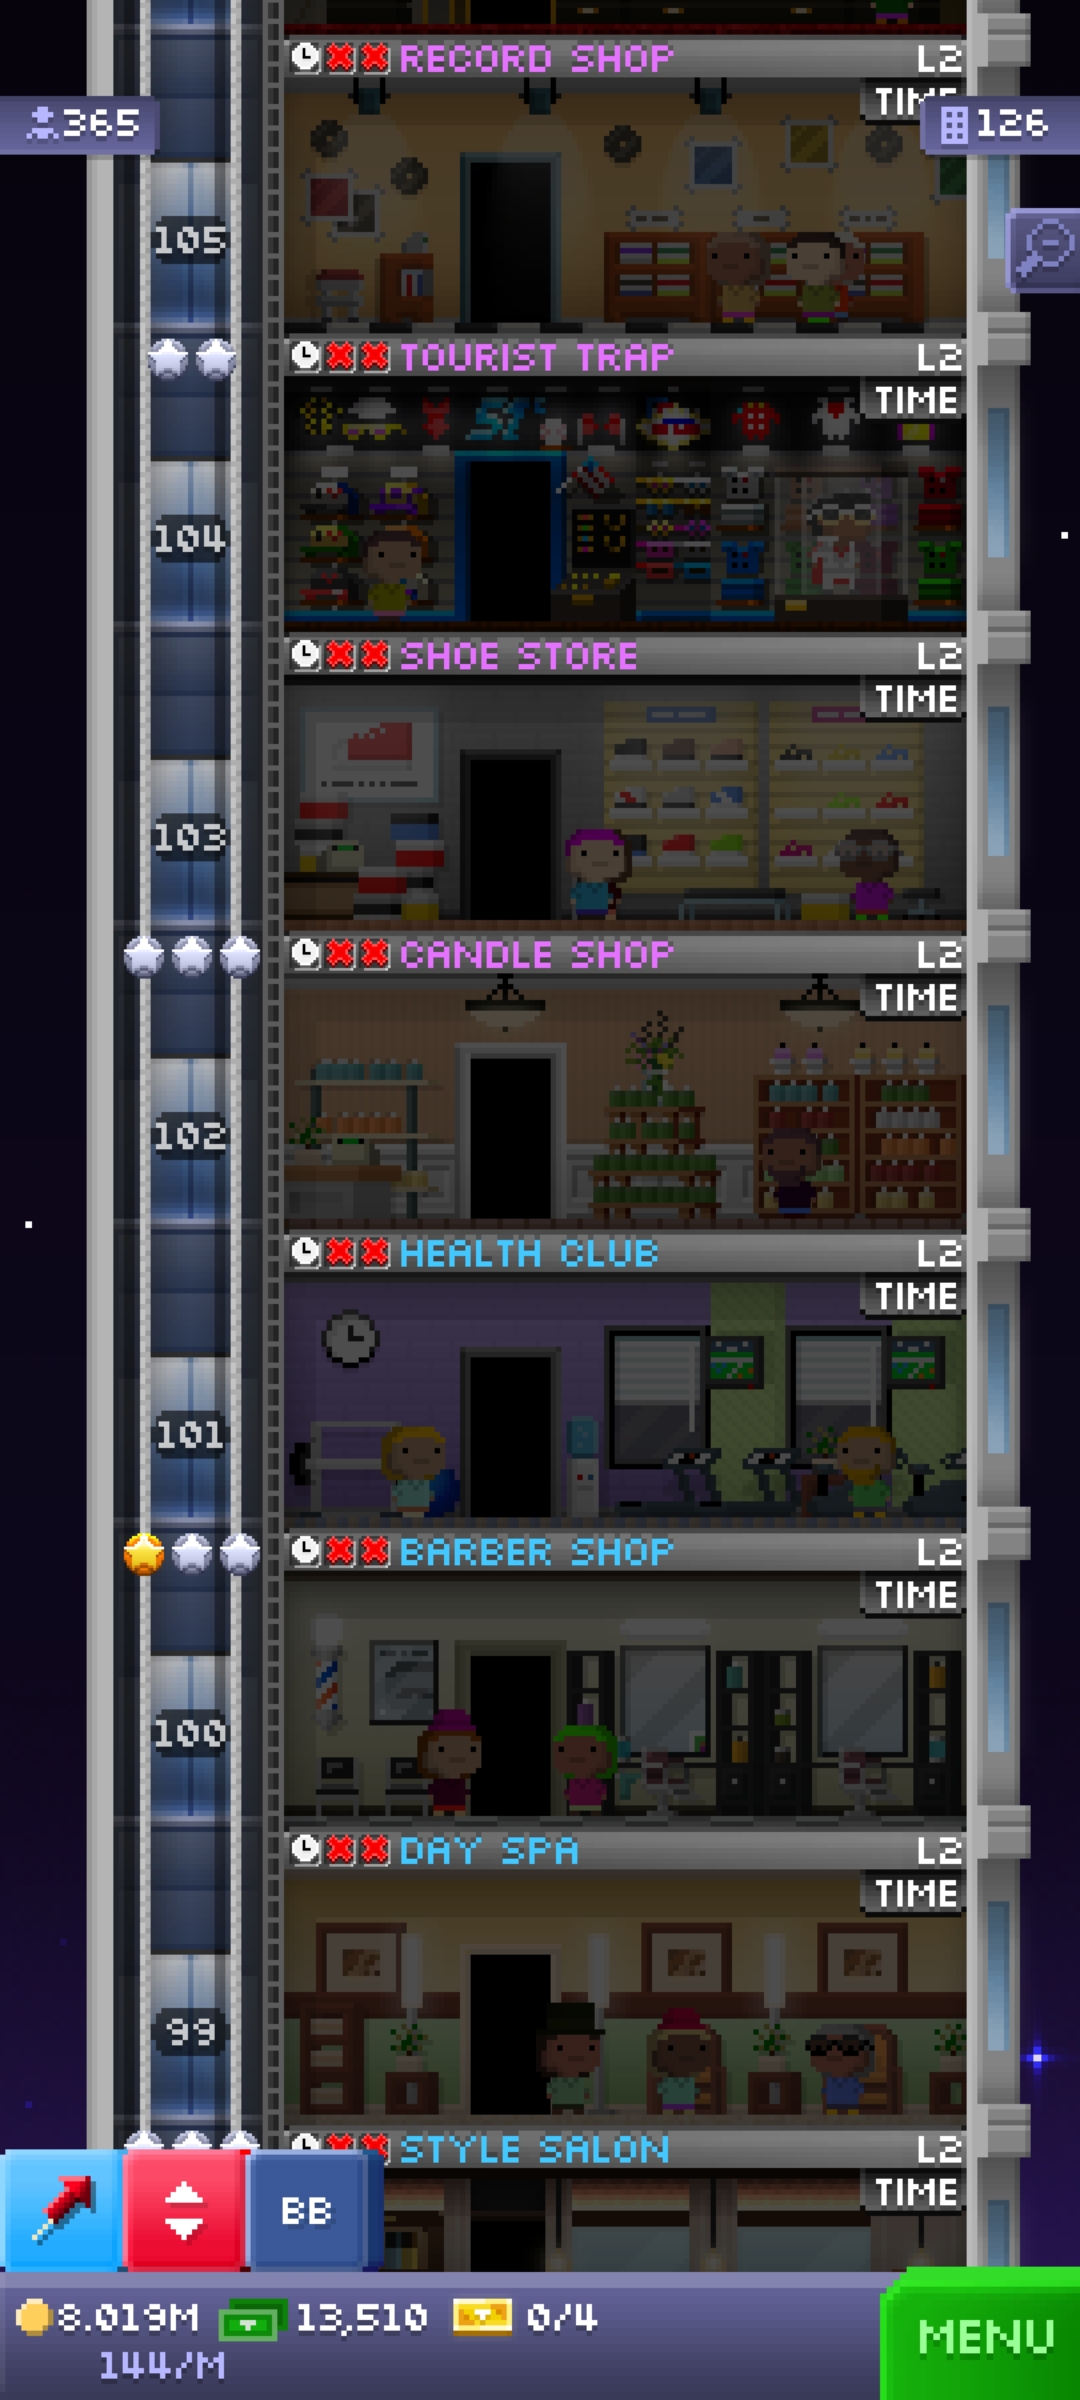 RECORD SHOP L2
TIME
365
126
105
TOURIST TRAP L2
TIME
104
SHOE STORE L2
TIME
103
CANDLE SHOP L2
TIME
102
HEALTH CLUB L2
TIME
101
BARBER SHOP L2
TIME
100
DAY SPA L2
TIME
99
STYLE SALON L2
TIME
BB
8.019M 13,510 0/4
MENU
144/M